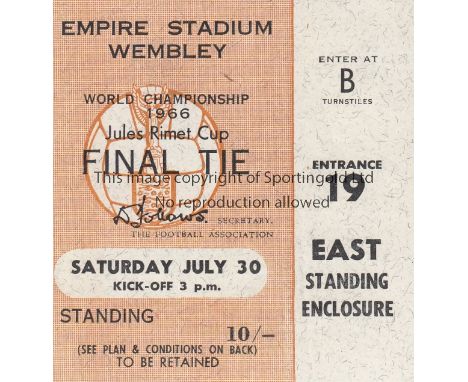 EMPIRE STADIUM
WEMBLEY
WORLD CHAMPIONSHIP
1966
Jules Rimet Cup
FINAL TIE
This image copyright of Sportingold Ltd
No reproduction allowed
D Follows
SECRETARY,
THE FOOTBALL ASSOCIATION
SATURDAY JULY 30
KICK-OFF 3 p.m.
STANDING
10/-
(SEE PLAN & CONDITIONS ON BACK)
TO BE RETAINED
ENTER AT
B
TURNSTILES
ENTRANCE
19
EAST
STANDING
ENCLOSURE